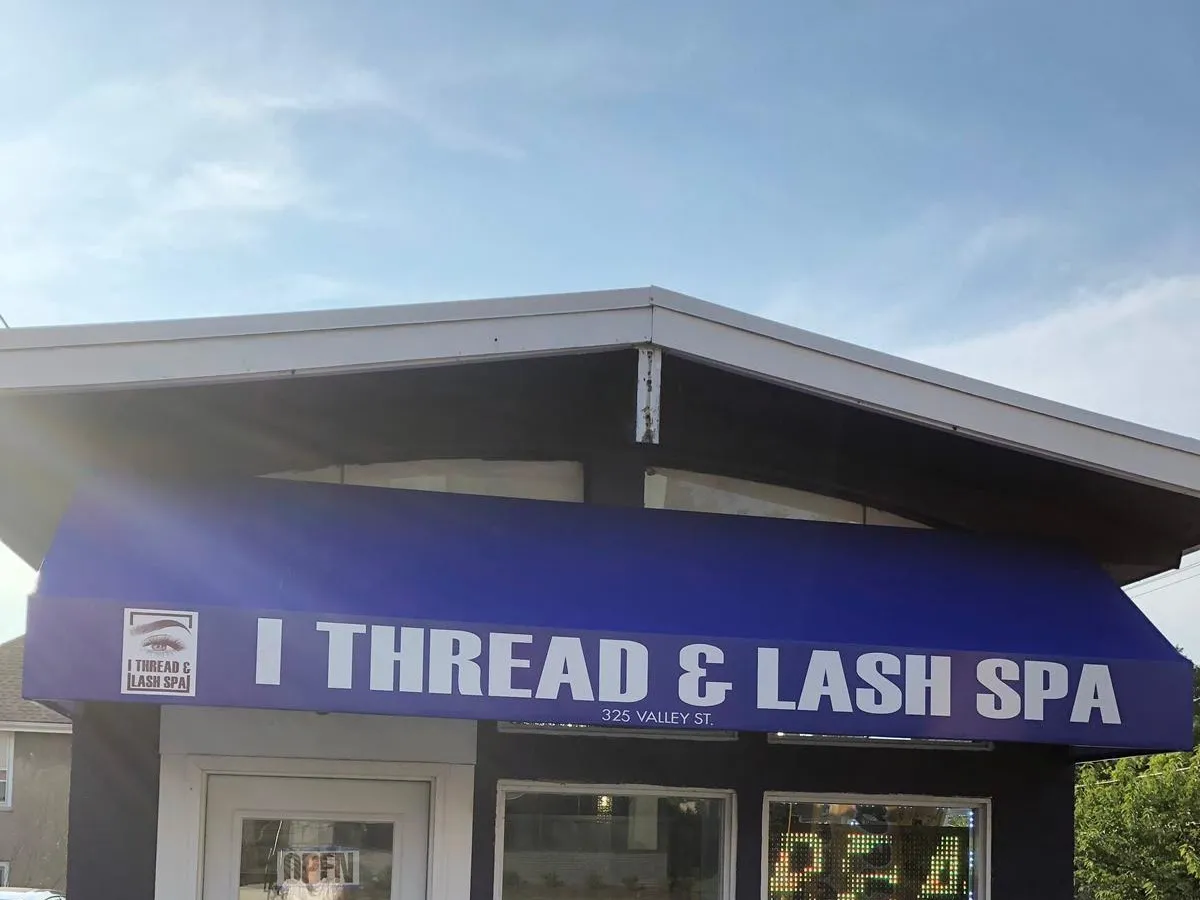 I THREAD &
LASH SPA
I THREAD & LASH SPA
325 VALLEY ST.
OPEN